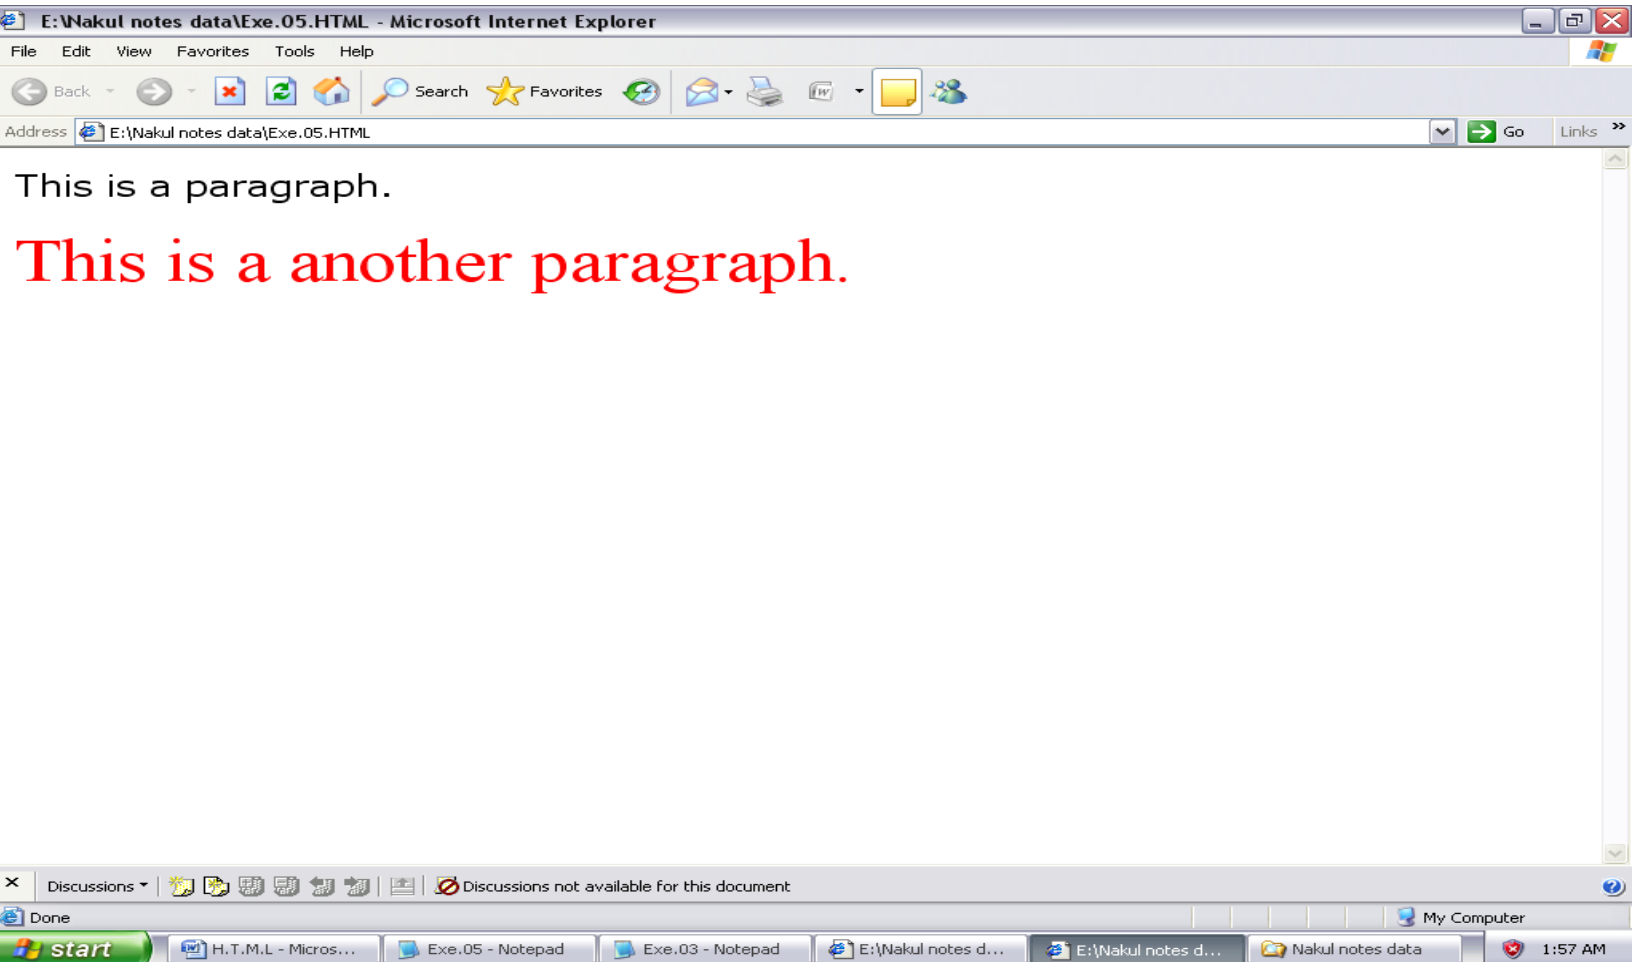 E:\Nakul notes data\Exe.05.HTML - Microsoft Internet Explorer
File Edit View Favorites Tools Help
Back Search Favorites W
Address E:\Nakul notes data\Exe.05.HTML Go Links »
This is a paragraph.
This is a another paragraph.
Discussions Discussions not available for this document
Done My Computer
start H.T.M.L - Micros... Exe.05 - Notepad Exe.03 - Notepad E:\Nakul notes d... E:\Nakul notes d... Nakul notes data 1:57 AM